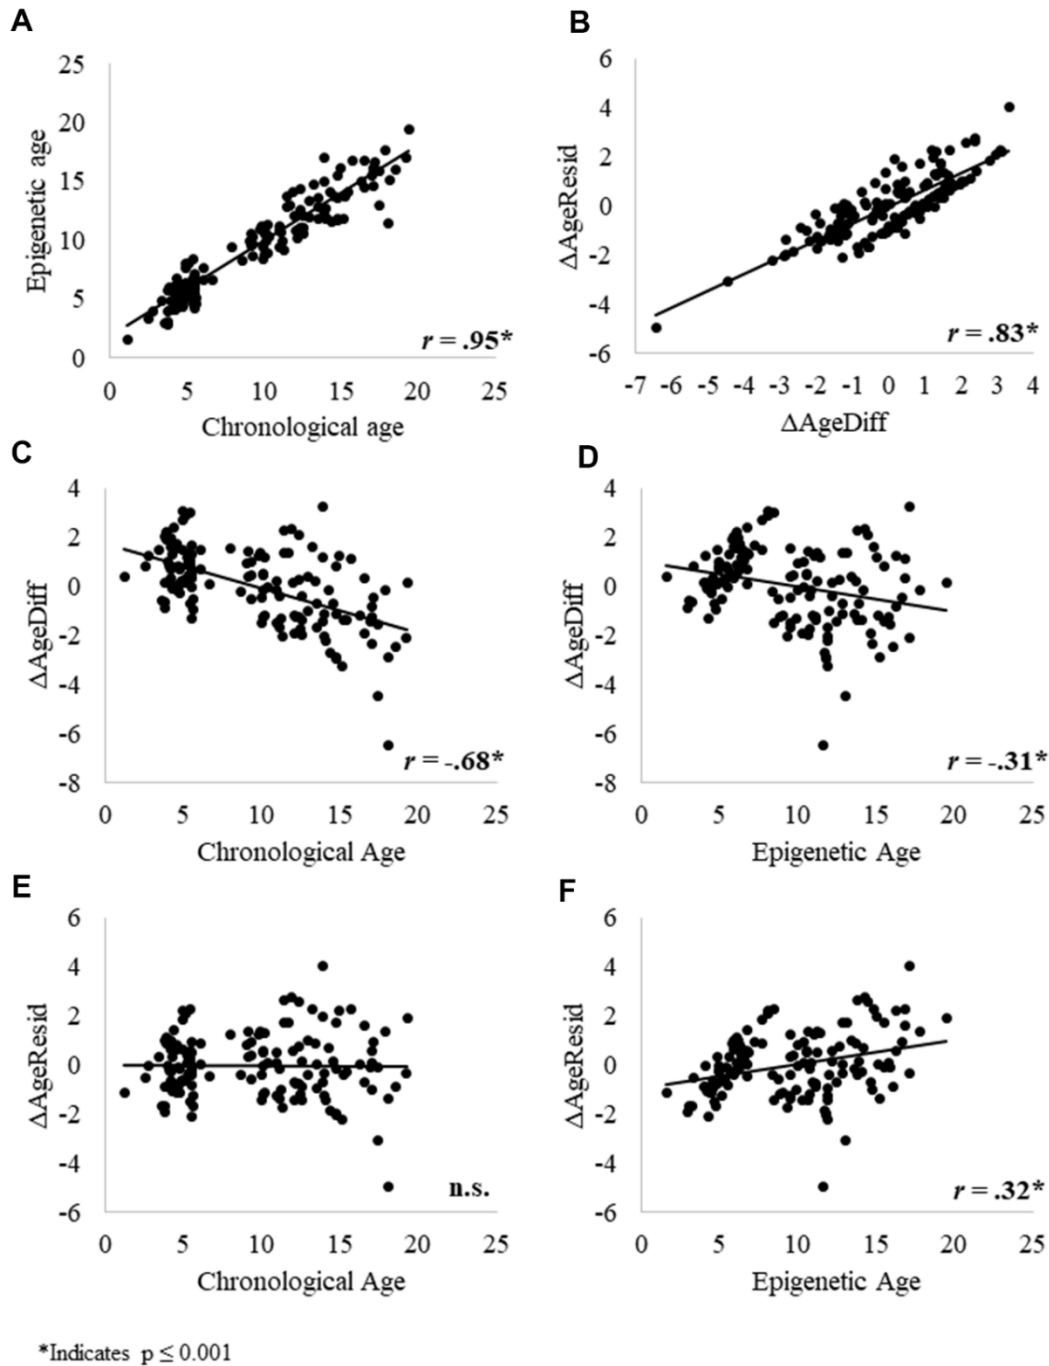 A
25
20
15
10
5
0
Epigenetic age
r = .95*
0 5 10 15 20 25
Chronological age
B
6
4
2
0
-2
-4
-6
ΔAgeResid
r = .83*
-7 -6 -5 -4 -3 -2 -1 0 1 2 3 4
ΔAgeDiff
C
4
2
0
-2
-4
-6
-8
ΔAgeDiff
r = -.68*
0 5 10 15 20 25
Chronological Age
D
4
2
0
-2
-4
-6
-8
ΔAgeDiff
r = -.31*
0 5 10 15 20 25
Epigenetic Age
E
6
4
2
0
-2
-4
-6
ΔAgeResid
n.s.
0 5 10 15 20 25
Chronological Age
F
6
4
2
0
-2
-4
-6
ΔAgeResid
r = .32*
0 5 10 15 20 25
Epigenetic Age
*Indicates p ≤ 0.001